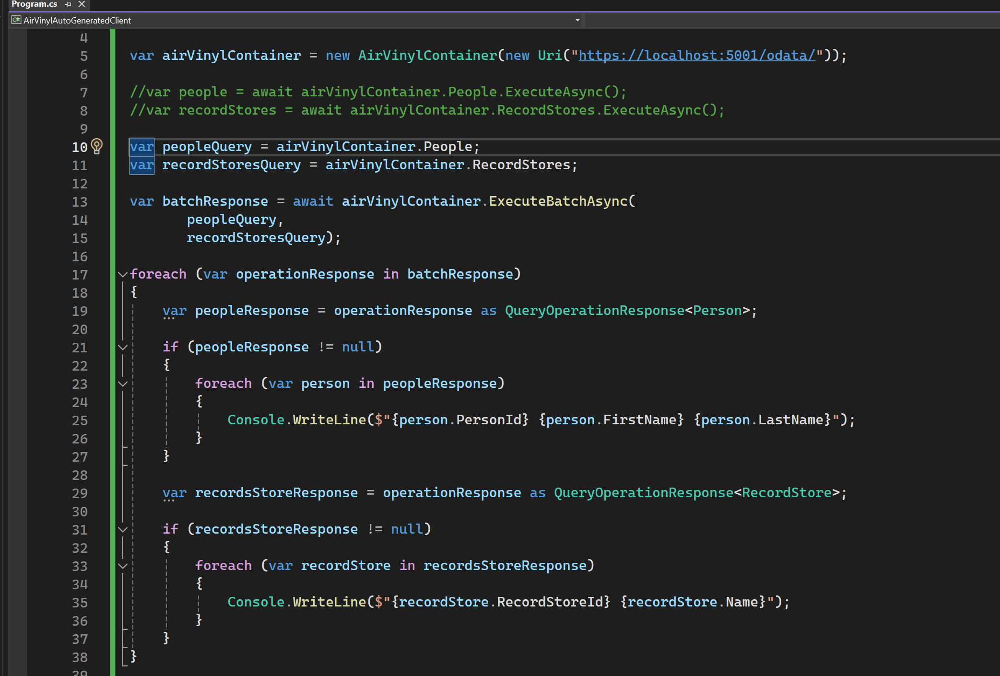 Program.cs
C# AirVinylAutoGeneratedClient
4
5 var airVinylContainer = new AirVinylContainer(new Uri("https://localhost:5001/odata/"));
6
7 //var people = await airVinylContainer.People.ExecuteAsync();
8 //var recordStores = await airVinylContainer.RecordStores.ExecuteAsync();
9
10 var peopleQuery = airVinylContainer.People;
11 var recordStoresQuery = airVinylContainer.RecordStores;
12
13 var batchResponse = await airVinylContainer.ExecuteBatchAsync(
14 peopleQuery,
15 recordStoresQuery);
16
17 foreach (var operationResponse in batchResponse)
18 {
19 var peopleResponse = operationResponse as QueryOperationResponse<Person>;
20
21 if (peopleResponse != null)
22 {
23 foreach (var person in peopleResponse)
24 {
25 Console.WriteLine($"{person.PersonId} {person.FirstName} {person.LastName}");
26 }
27 }
28
29 var recordsStoreResponse = operationResponse as QueryOperationResponse<RecordStore>;
30
31 if (recordsStoreResponse != null)
32 {
33 foreach (var recordStore in recordsStoreResponse)
34 {
35 Console.WriteLine($"{recordStore.RecordStoreId} {recordStore.Name}");
36 }
37 }
38 }
39